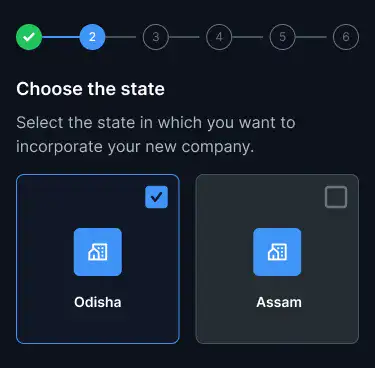 2 3 4 5 6
Choose the state
Select the state in which you want to
incorporate your new company.
Odisha Assam